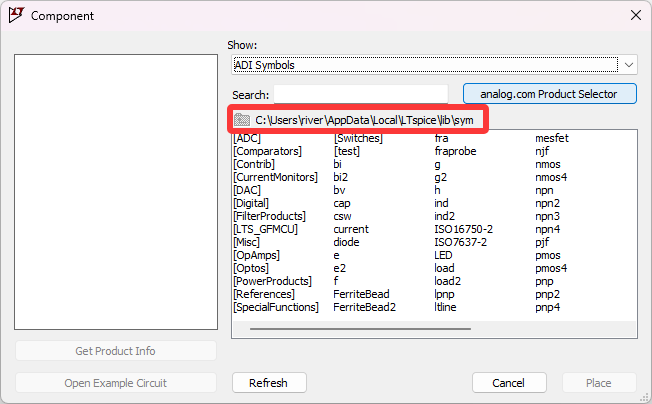 Component
Show:
ADI Symbols
Search:
analog.com Product Selector
C:\Users\river\AppData\Local\LTspice\lib\sym
[ADC] [Switches] fra mesfet
[Comparators] [test] fraprobe njf
[Contrib] bi g nmos
[CurrentMonitors] bi2 g2 nmos4
[DAC] bv h npn
[Digital] cap ind npn2
[FilterProducts] csw ind2 npn3
[LTS_GFMCU] current ISO16750-2 npn4
[Misc] diode ISO7637-2 pjf
[OpAmps] e LED pmos
[Optos] e2 load pmos4
[PowerProducts] f load2 pnp
[References] FerriteBead lpnp pnp2
[SpecialFunctions] FerriteBead2 ltline pnp4
Get Product Info
Open Example Circuit
Refresh
Cancel
Place